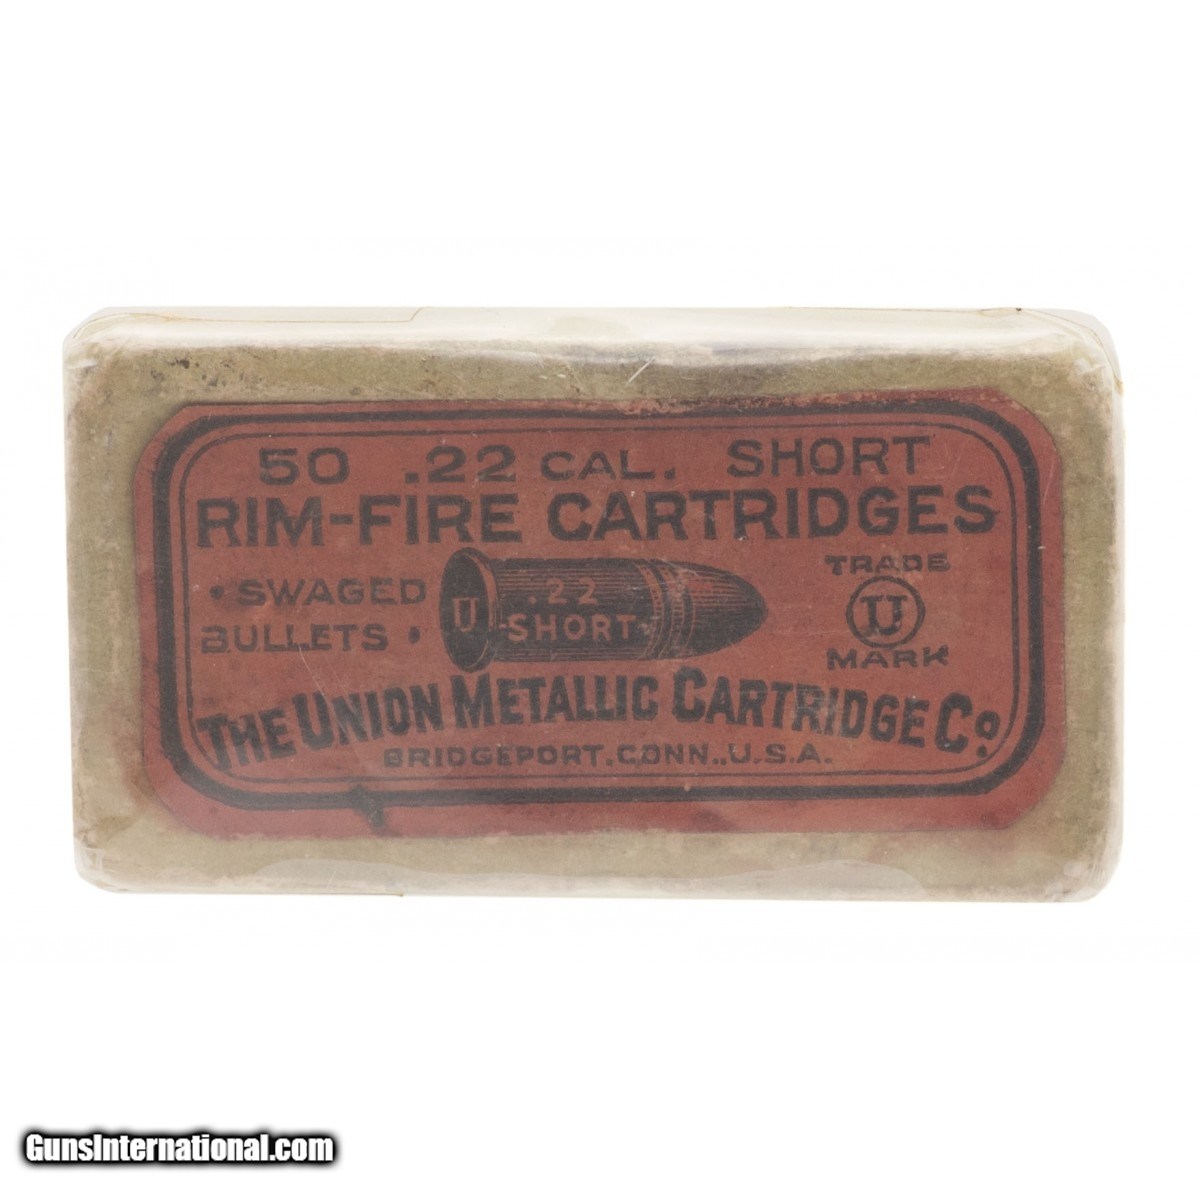 50 .22 CAL. SHORT
RIM-FIRE CARTRIDGES
• SWAGED
BULLETS •
U .22
SHORT
TRADE
U
MARK
THE UNION METALLIC CARTRIDGE CO.
BRIDGEPORT, CONN., U.S.A.
GunsInternational.com